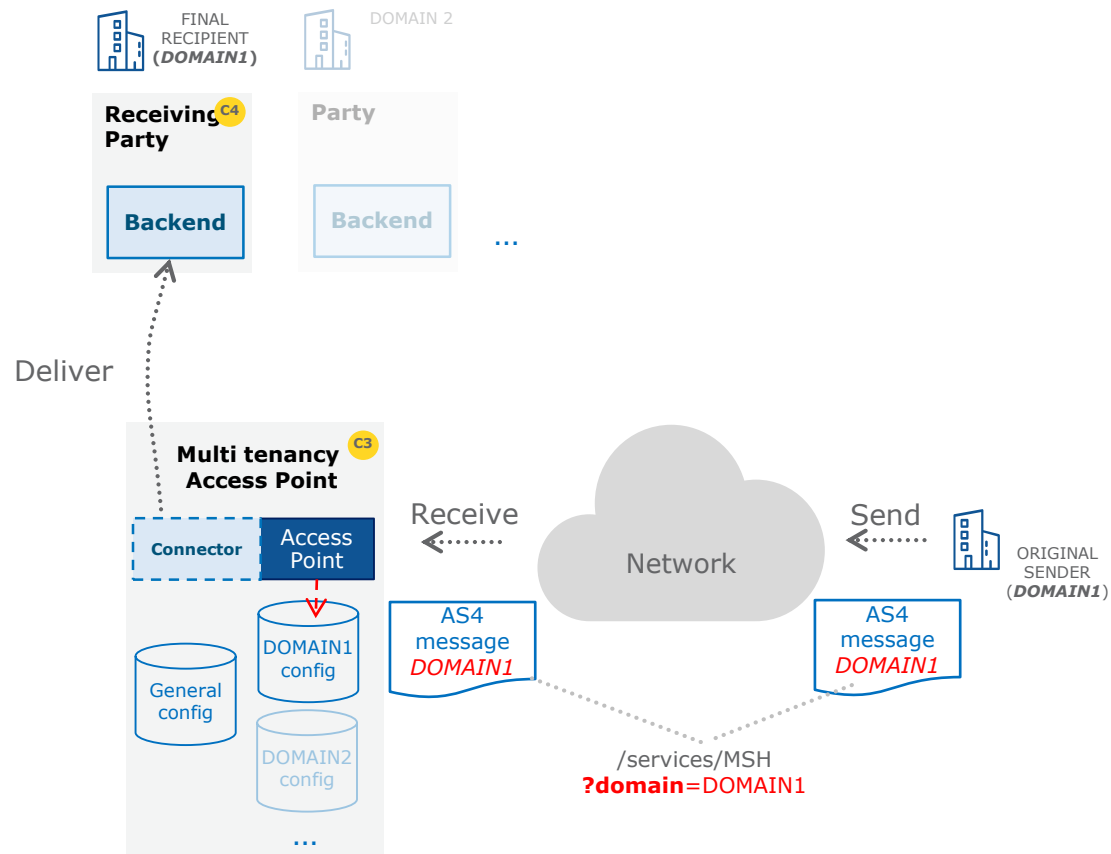 FINAL
RECIPIENT
(DOMAIN1)
DOMAIN 2
Receiving
Party
C4
Party
Backend
Backend
...
Deliver
Multi tenancy
Access Point
C3
Connector
Access
Point
DOMAIN1
config
General
config
DOMAIN2
config
...
Receive
Network
Send
ORIGINAL
SENDER
(DOMAIN1)
AS4
message
DOMAIN1
AS4
message
DOMAIN1
/services/MSH
?domain=DOMAIN1